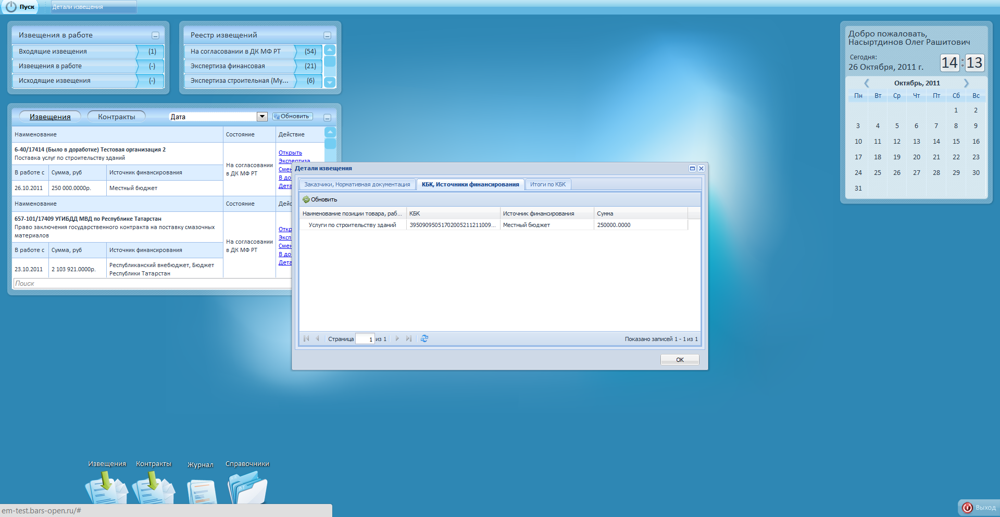 Пуск
Детали извещения
Извещения в работе
Входящие извещения (1)
Извещения в работе (-)
Исходящие извещения (-)
Реестр извещений
На согласовании в ДК МФ РТ (54)
Экспертиза финансовая (21)
Экспертиза строительная (Му... (6)
Добро пожаловать,
Насыртдинов Олег Рашитович
Сегодня:
26 Октября, 2011 г.
14:13
Октябрь, 2011
Пн Вт Ср Чт Пт Сб Вс
1 2
3 4 5 6 7 8 9
10 11 12 13 14 15 16
17 18 19 20 21 22 23
24 25 26 27 28 29 30
31
Извещения Контракты Дата Обновить
Наименование Состояние Действие
6-40/17414 (Было в доработке) Тестовая организация 2
Поставка услуг по строительству зданий
В работе с Сумма, руб Источник финансирования
26.10.2011 250 000.0000р. Местный бюджет
На согласовании
в ДК МФ РТ
Открыть
Экспертиза
Смен
В до
Дета
Наименование Состояние Дейс
657-101/17409 УГИБДД МВД по Республике Татарстан
Право заключения государственного контракта на поставку смазочных
материалов
В работе с Сумма, руб Источник финансирования
23.10.2011 2 103 921.0000р. Республиканский внебюджет, Бюджет
Республики Татарстан
На согласовании
в ДК МФ РТ
Откр
Эксп
Смен
В до
Дета
Поиск
Детали извещения
Заказчики, Нормативная документация КБК, Источники финансирования Итоги по КБК
Обновить
Наименование позиции товара, раб... КБК Источник финансирования Сумма
Услуги по строительству зданий 39509095051702005211211009... Местный бюджет 250000.0000
Страница 1 из 1
Показано записей 1 - 1 из 1
OK
Извещения Контракты Журнал Справочники
em-test.bars-open.ru/#
Выход